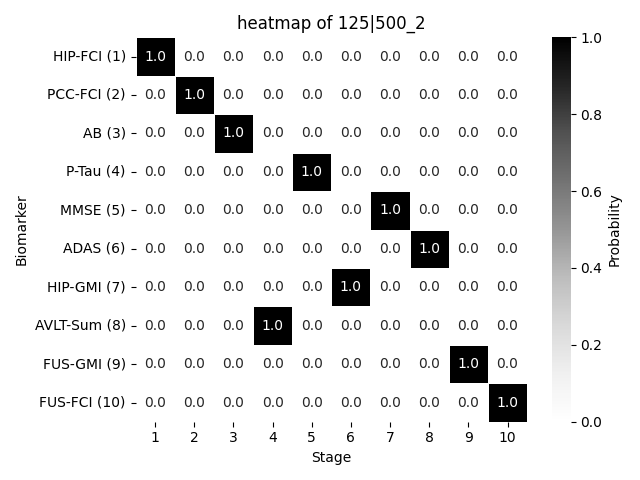 heatmap of 125|500_2
HIP-FCI (1) 1.0 0.0 0.0 0.0 0.0 0.0 0.0 0.0 0.0 0.0
PCC-FCI (2) 0.0 1.0 0.0 0.0 0.0 0.0 0.0 0.0 0.0 0.0
AB (3) 0.0 0.0 1.0 0.0 0.0 0.0 0.0 0.0 0.0 0.0
P-Tau (4) 0.0 0.0 0.0 0.0 1.0 0.0 0.0 0.0 0.0 0.0
MMSE (5) 0.0 0.0 0.0 0.0 0.0 0.0 1.0 0.0 0.0 0.0
ADAS (6) 0.0 0.0 0.0 0.0 0.0 0.0 0.0 1.0 0.0 0.0
HIP-GMI (7) 0.0 0.0 0.0 0.0 0.0 1.0 0.0 0.0 0.0 0.0
AVLT-Sum (8) 0.0 0.0 0.0 1.0 0.0 0.0 0.0 0.0 0.0 0.0
FUS-GMI (9) 0.0 0.0 0.0 0.0 0.0 0.0 0.0 0.0 1.0 0.0
FUS-FCI (10) 0.0 0.0 0.0 0.0 0.0 0.0 0.0 0.0 0.0 1.0
1 2 3 4 5 6 7 8 9 10
Stage
Biomarker
1.0
0.8
0.6
0.4
0.2
0.0
Probability